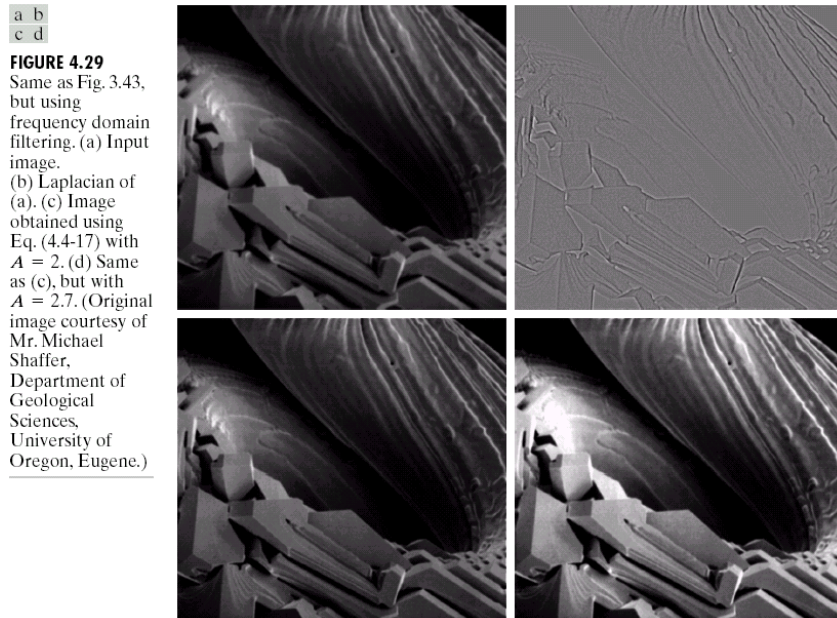 a b
c d
FIGURE 4.29
Same as Fig. 3.43,
but using
frequency domain
filtering. (a) Input
image.
(b) Laplacian of
(a). (c) Image
obtained using
Eq. (4.4-17) with
A = 2. (d) Same
as (c), but with
A = 2.7. (Original
image courtesy of
Mr. Michael
Shaffer,
Department of
Geological
Sciences,
University of
Oregon, Eugene.)